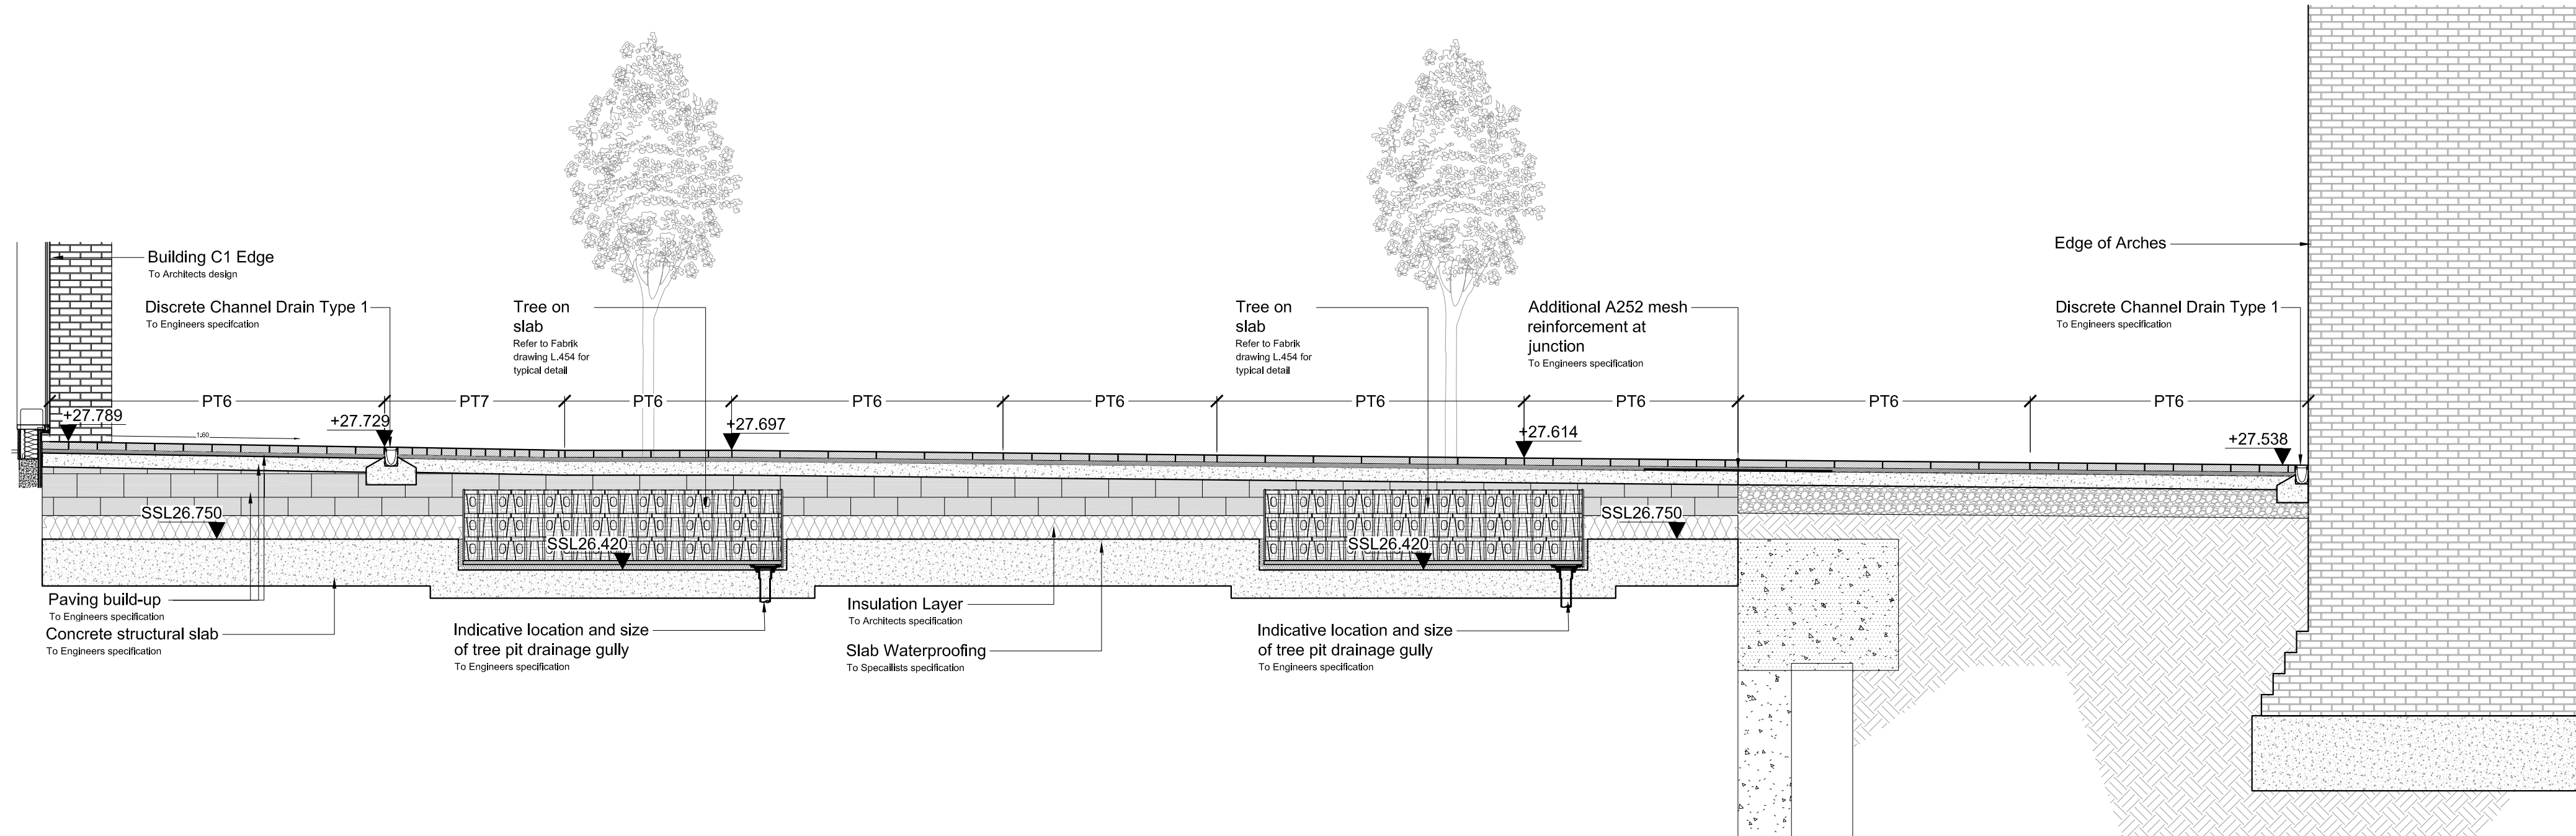 Building C1 Edge
To Architects design
Edge of Arches
Discrete Channel Drain Type 1
To Engineers specifcation
Tree on
slab
Refer to Fabrik
drawing L.454 for
typical detail
Tree on
slab
Refer to Fabrik
drawing L.454 for
typical detail
Additional A252 mesh
reinforcement at
junction
To Engineers specification
Discrete Channel Drain Type 1
To Engineers specification
PT6
PT7
PT6
PT6
PT6
PT6
PT6
PT6
PT6
+27.789
+27.729
+27.697
+27.614
+27.538
1:60
SSL26.750
SSL26.420
SSL26.420
SSL26.750
Paving build-up
To Engineers specification
Concrete structural slab
To Engineers specification
Indicative location and size
of tree pit drainage gully
To Engineers specification
Insulation Layer
To Architects specification
Slab Waterproofing
To Specaillists specification
Indicative location and size
of tree pit drainage gully
To Engineers specification